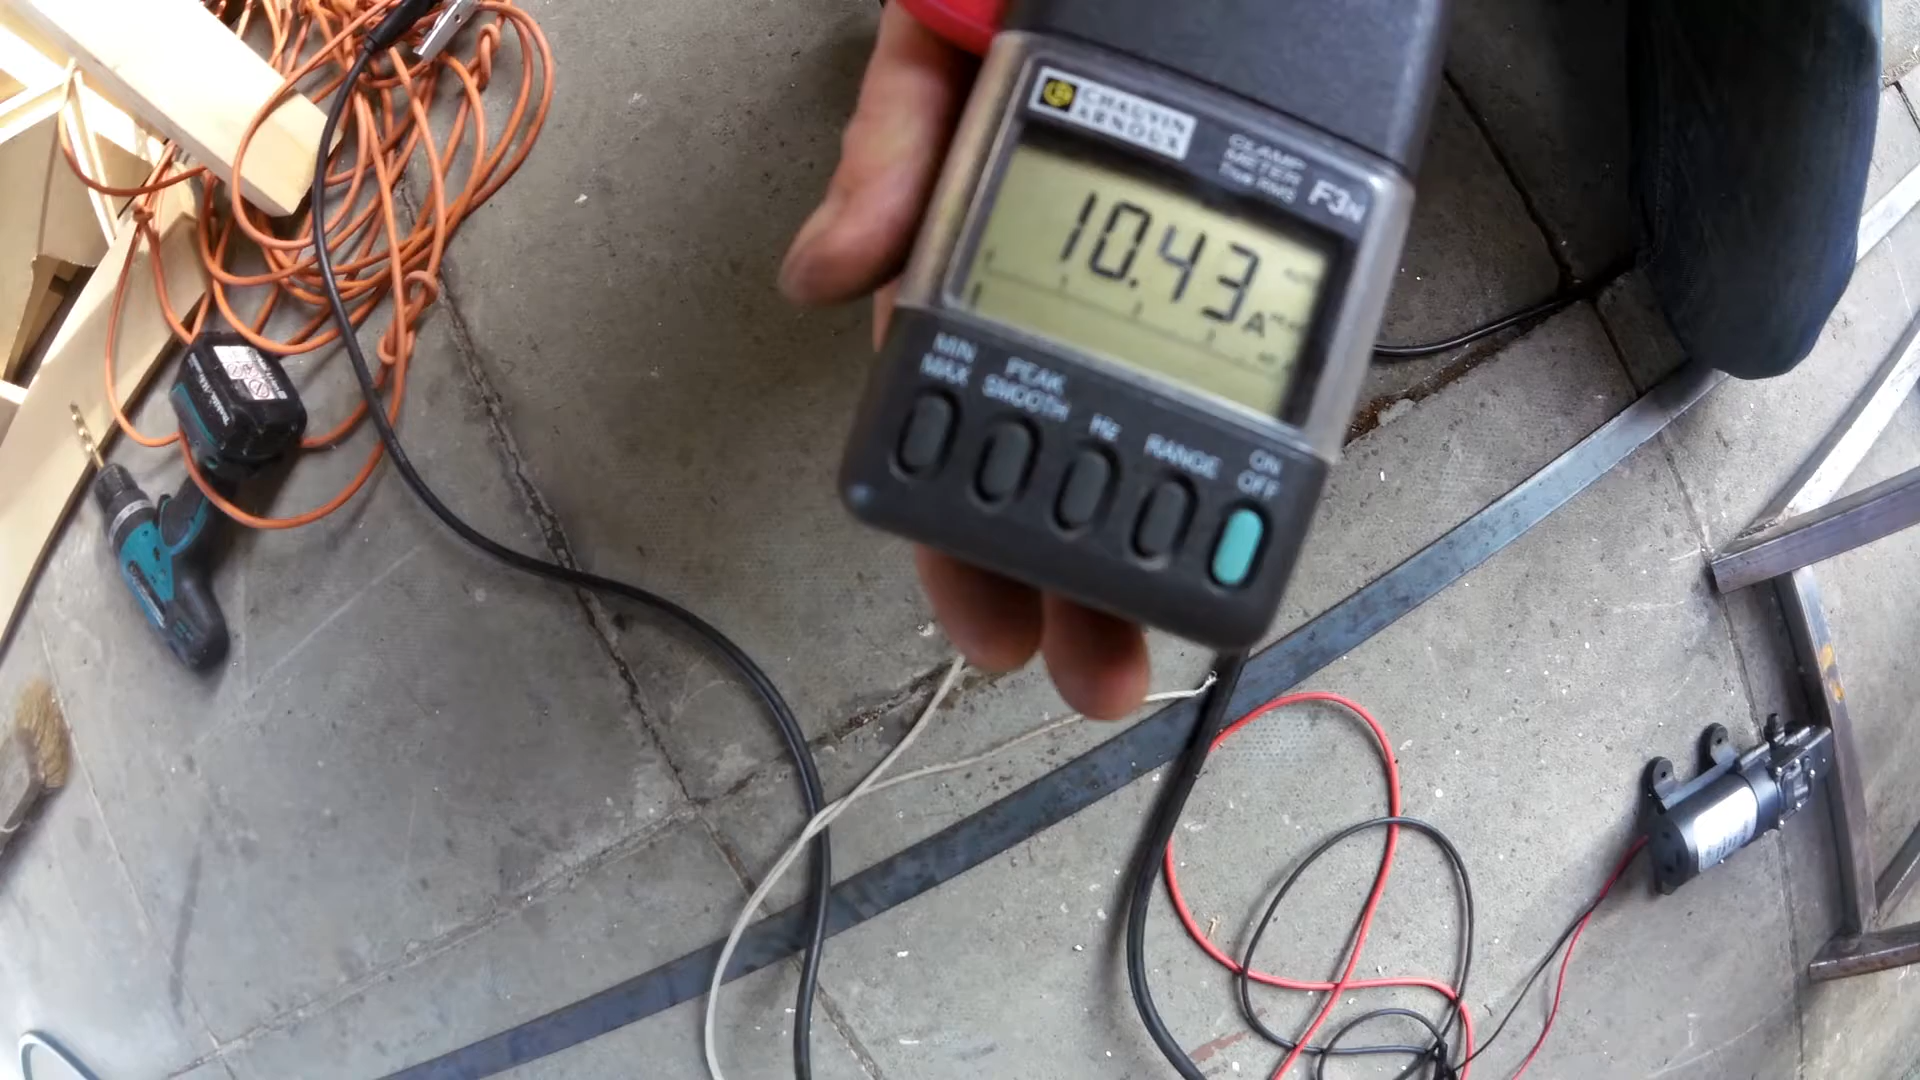 CHAUVIN
ARNOUX
CLAMP
METER
True RMS
F3N
10.43
A
MIN
MAX
PEAK
SMOOTH
Hz
RANGE
ON
OFF